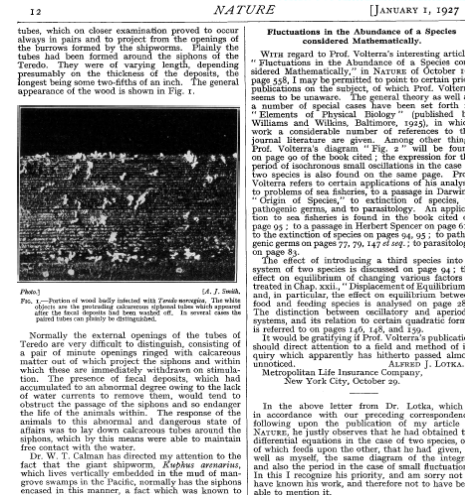 12 NATURE [JANUARY 1, 1927
tubes, which on closer examination proved to occur
always in pairs and to project from the openings of
the burrows formed by the shipworms. Plainly the
tubes had been formed around the siphons of the
Teredo. They were of varying length, depending
presumably on the thickness of the deposits, the
longest being some two-fifths of an inch. The general
appearance of the wood is shown in Fig. 1.
Photo.] [A. J. Smith.
FIG. 1.—Portion of wood badly infected with Teredo norvegica. The white
objects are the protruding calcareous siphonal tubes which appeared
after the faecal deposits had been washed off. In several cases the
paired tubes can plainly be distinguished.
Normally the external openings of the tubes of
Teredo are very difficult to distinguish, consisting of
a pair of minute openings ringed with calcareous
matter out of which project the siphons and within
which these are immediately withdrawn on stimula-
tion. The presence of faecal deposits, which had
accumulated to an abnormal degree owing to the lack
of water currents to remove them, would tend to
obstruct the passage of the siphons and so endanger
the life of the animals within. The response of the
animals to this abnormal and dangerous state of
affairs was to lay down calcareous tubes around the
siphons, which by this means were able to maintain
free contact with the water.
Dr. W. T. Calman has directed my attention to the
fact that the giant shipworm, Kuphus arenarius,
which lives vertically embedded in the mud of man-
grove swamps in the Pacific, normally has the siphons
encased in this manner, a fact which was known to
Fluctuations in the Abundance of a Species
considered Mathematically.
WITH regard to Prof. Volterra's interesting articl
" Fluctuations in the Abundance of a Species con
sidered Mathematically," in NATURE of October 1
page 558, I may be permitted to point to certain prio
publications on the subject, of which Prof. Volterr
seems to be unaware. The general theory as well a
a number of special cases have been set forth i
" Elements of Physical Biology " (published b
Williams and Wilkins, Baltimore, 1925), in whic
work a considerable number of references to th
journal literature are given. Among other thing
Prof. Volterra's diagram " Fig. 2 " will be foun
on page 90 of the book cited ; the expression for th
period of isochronous small oscillations in the case o
two species is also found on the same page. Pro
Volterra refers to certain applications of his analys
to problems of sea fisheries, to a passage in Darwin
" Origin of Species," to extinction of species, t
pathogenic germs, and to parasitology. An applic
tion to sea fisheries is found in the book cited o
page 95 ; to a passage in Herbert Spencer on page 61
to the extinction of species on pages 94, 95 ; to path
genic germs on pages 77, 79, 147 et seq. ; to parasitolog
on page 83.
The effect of introducing a third species into
system of two species is discussed on page 94 ; th
effect on equilibrium of changing various factors i
treated in Chap. xxii., " Displacement of Equilibrium
and, in particular, the effect on equilibrium betwee
food and feeding species is analysed on page 28
The distinction between oscillatory and aperiodi
systems, and its relation to certain quadratic form
is referred to on pages 146, 148, and 159.
It would be gratifying if Prof. Volterra's publicatio
should direct attention to a field and method of i
quiry which apparently has hitherto passed almo
unnoticed. ALFRED J. LOTKA.
Metropolitan Life Insurance Company,
New York City, October 29.
In the above letter from Dr. Lotka, which
in accordance with our preceding corresponden
following upon the publication of my article
NATURE, he justly observes that he had obtained t
differential equations in the case of two species, o
of which feeds upon the other, that he had given,
well as myself, the same diagram of the integr
and also the period in the case of small fluctuation
In this I recognise his priority, and am sorry not
have known his work, and therefore not to have be
able to mention it.